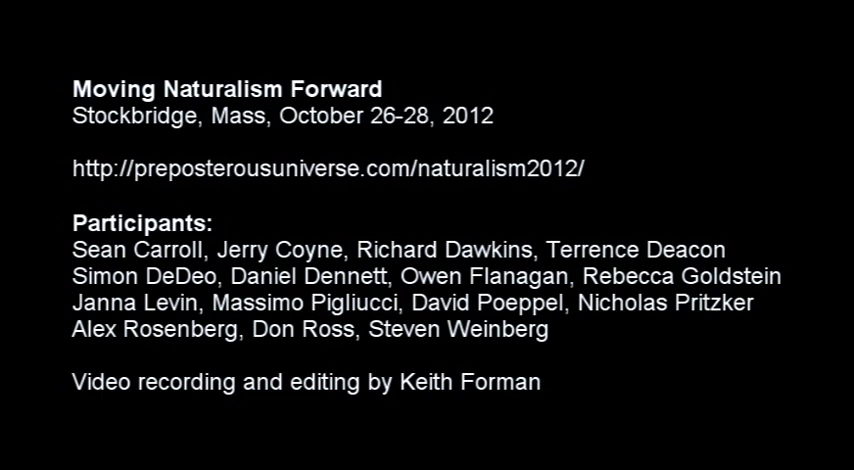 Moving Naturalism Forward
Stockbridge, Mass, October 26-28, 2012
http://preposterousuniverse.com/naturalism2012/
Participants:
Sean Carroll, Jerry Coyne, Richard Dawkins, Terrence Deacon
Simon DeDeo, Daniel Dennett, Owen Flanagan, Rebecca Goldstein
Janna Levin, Massimo Pigliucci, David Poeppel, Nicholas Pritzker
Alex Rosenberg, Don Ross, Steven Weinberg
Video recording and editing by Keith Forman